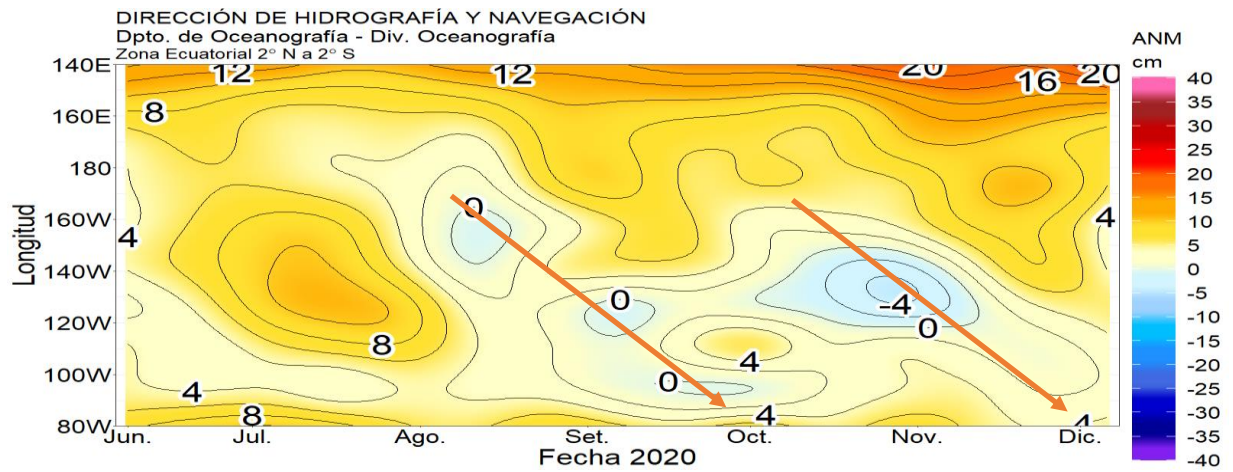 DIRECCIÓN DE HIDROGRAFÍA Y NAVEGACIÓN
Dpto. de Oceanografía - Div. Oceanografía
Zona Ecuatorial 2° N a 2° S
ANM
cm
40
35
30
25
20
15
10
5
0
-5
-10
-15
-20
-25
-30
-35
-40
Longitud
140E
160E
180
160W
140W
120W
100W
80W
12
12
20
16
20
8
0
4
4
0
-4
0
8
4
4
0
8
4
4
Jun. Jul. Ago. Set. Oct. Nov. Dic.
Fecha 2020